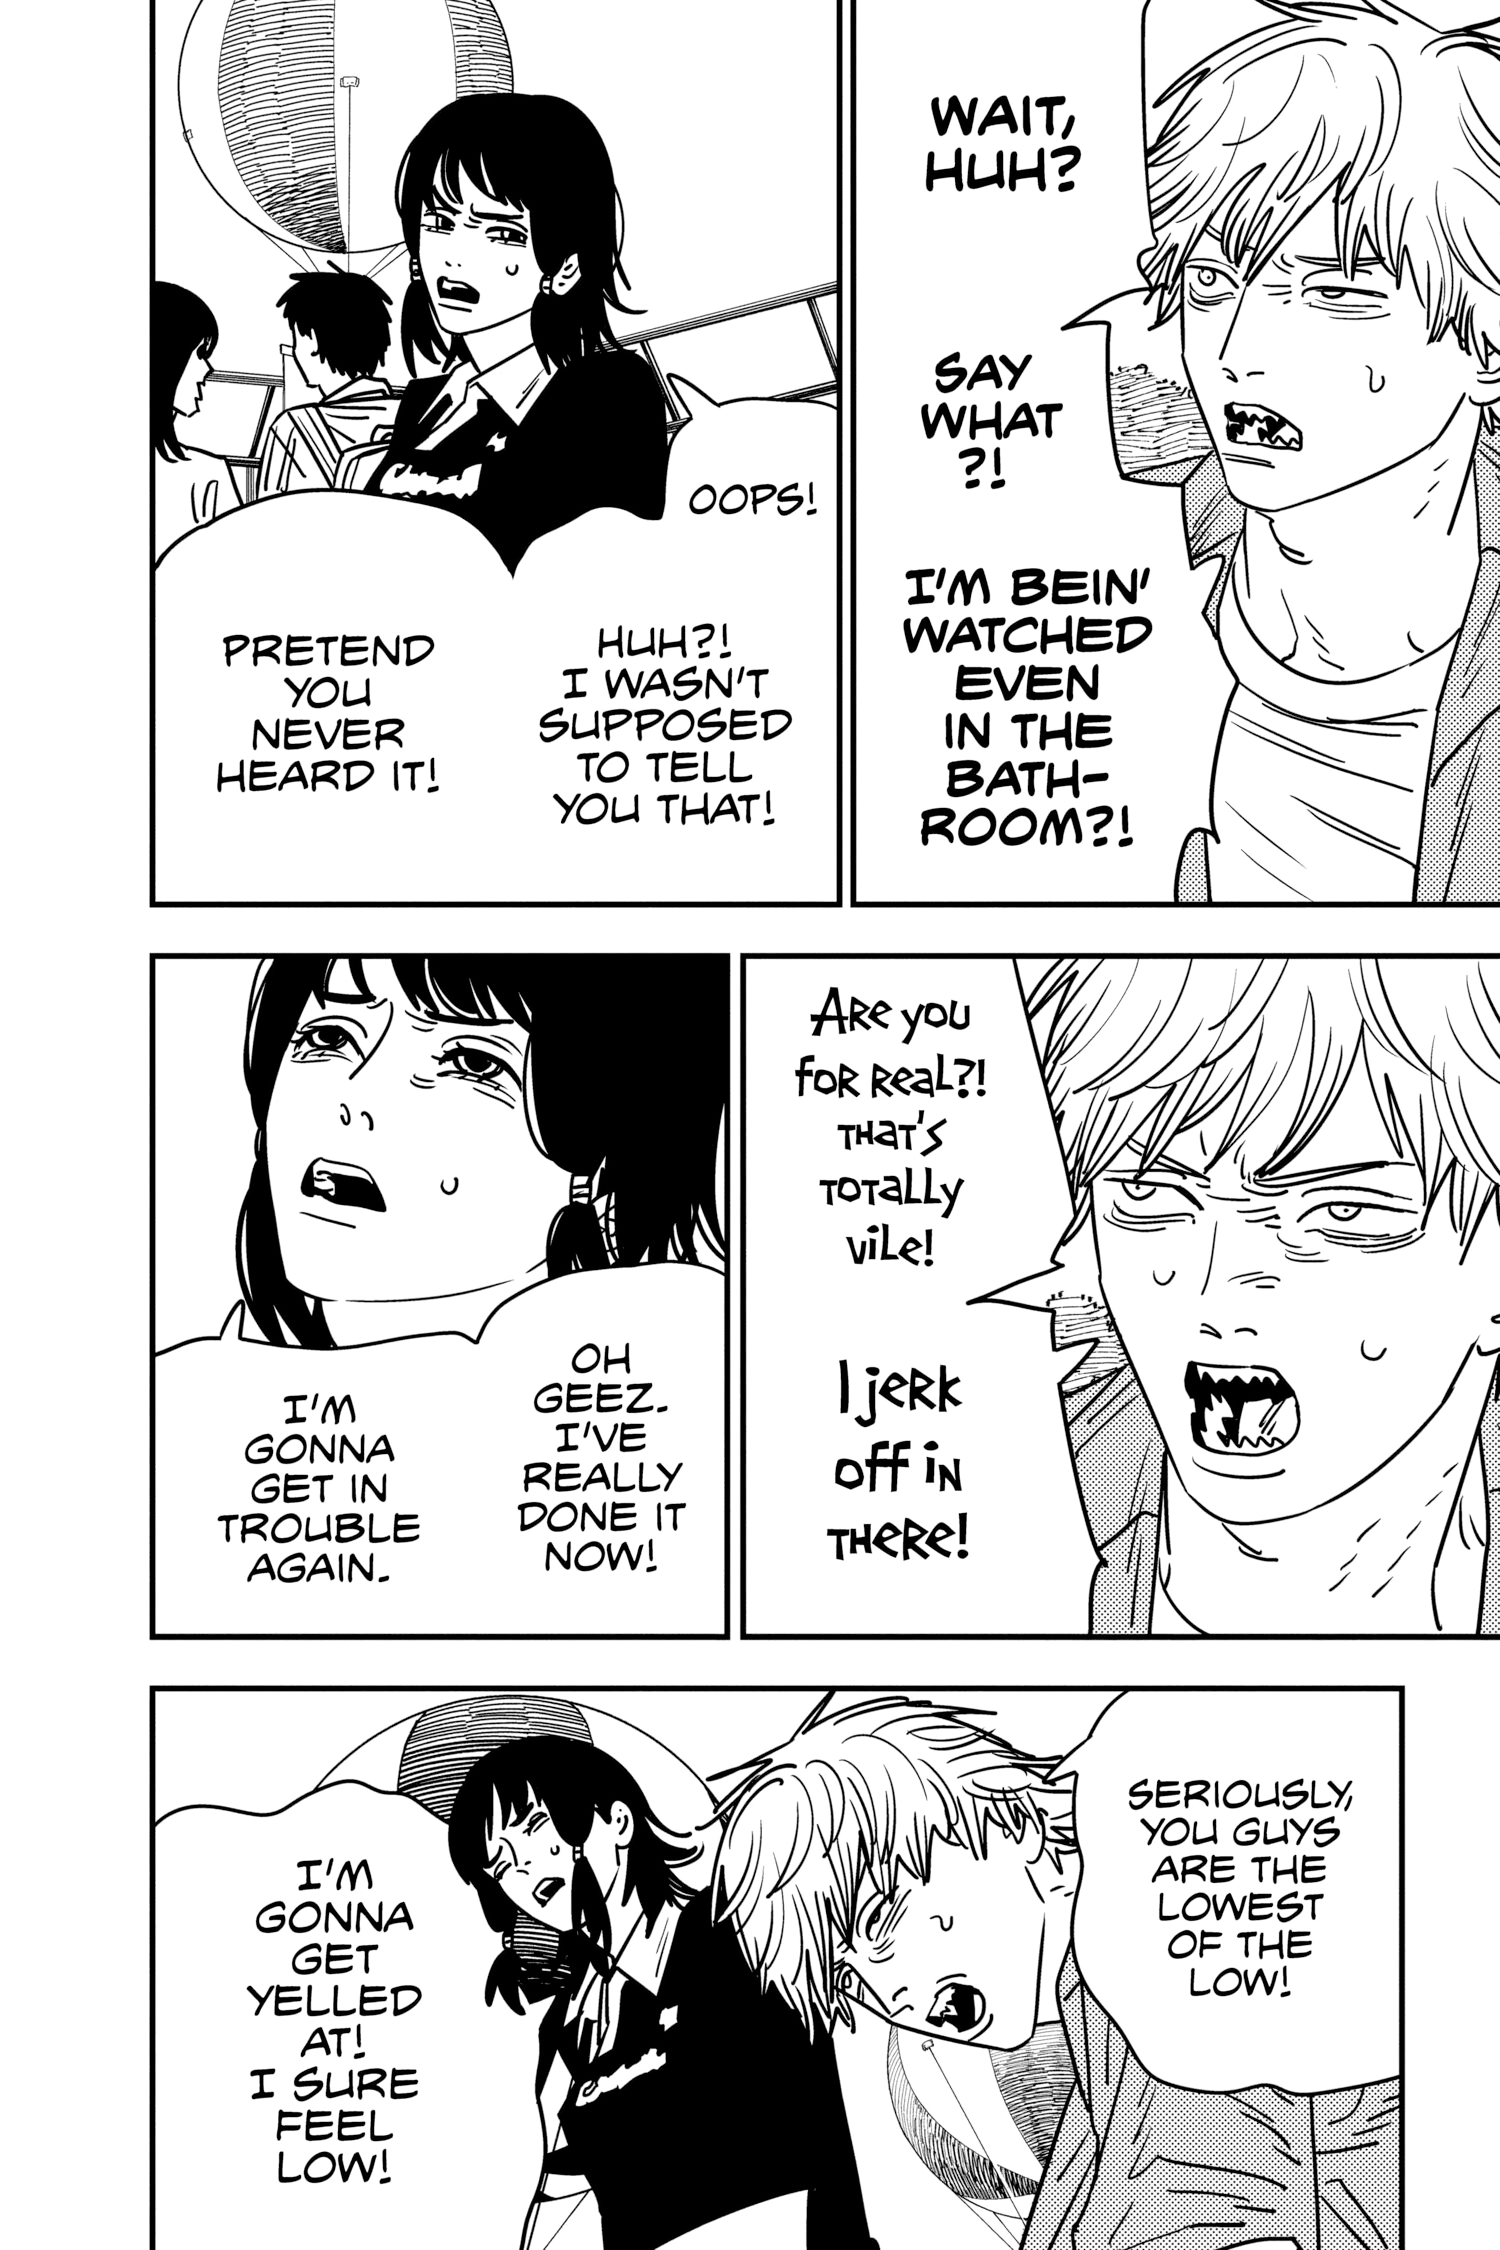 WAIT,
HUH?
SAY
WHAT
?!
I'M BEIN'
WATCHED
EVEN
IN THE
BATH-
ROOM?!
OOPS!
HUH?!
I WASN'T
SUPPOSED
TO TELL
YOU THAT!
PRETEND
YOU
NEVER
HEARD IT!
ARE YOU
FOR REAL?!
THAT'S
TOTALLY
VILE!
I JERK
OFF IN
THERE!
OH
GEEZ.
I'VE
REALLY
DONE IT
NOW!
I'M
GONNA
GET IN
TROUBLE
AGAIN.
SERIOUSLY,
YOU GUYS
ARE THE
LOWEST
OF THE
LOW!
I'M
GONNA
GET
YELLED
AT!
I SURE
FEEL
LOW!